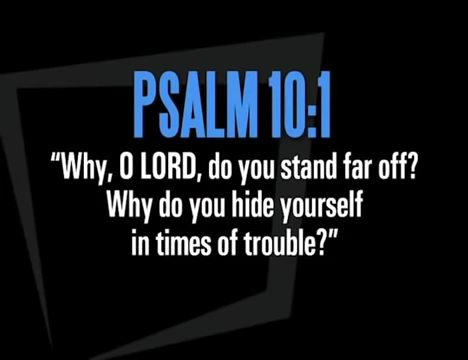 PSALM 10:1
“Why, O LORD, do you stand far off?
Why do you hide yourself
in times of trouble?”